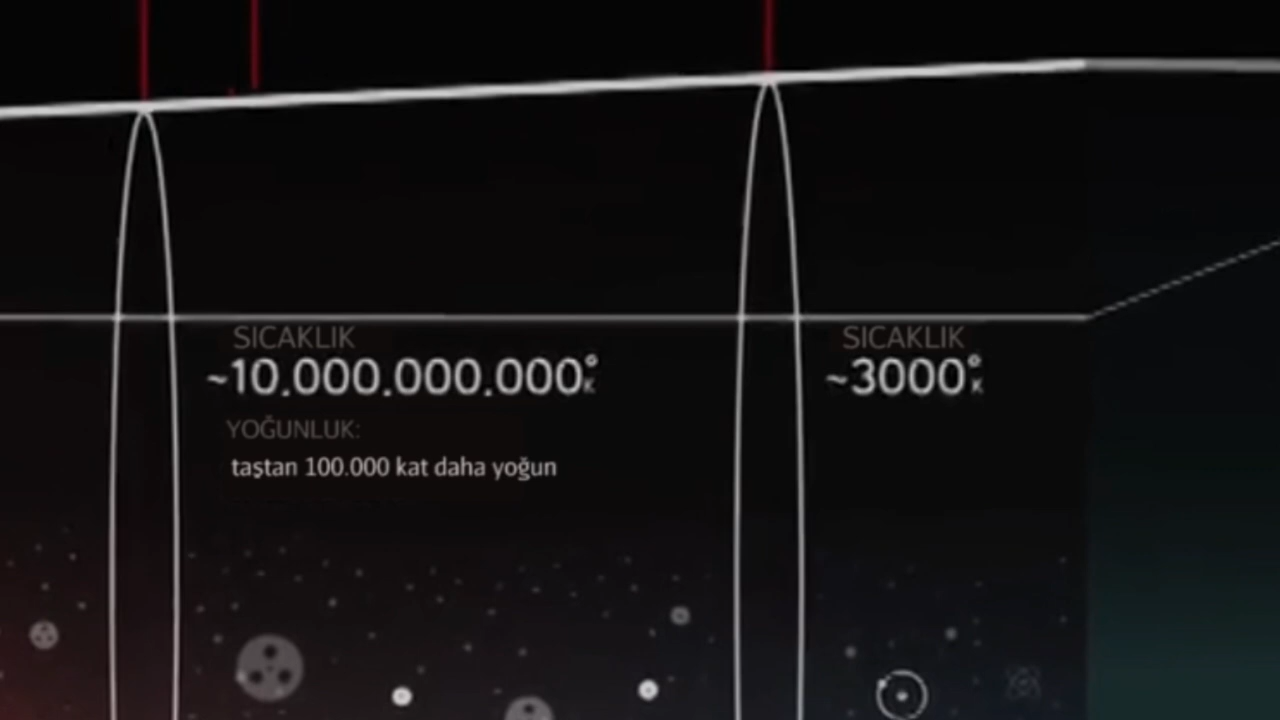 SICAKLIK
~10.000.000.000°K
YOĞUNLUK:
taştan 100.000 kat daha yoğun
SICAKLIK
~3000°K